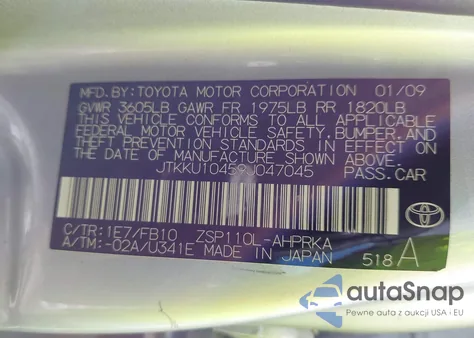 MFD. BY: TOYOTA MOTOR CORPORATION 01/09
GVWR 3605LB GAWR FR 1975LB RR 1820LB
THIS VEHICLE CONFORMS TO ALL APPLICABLE
FEDERAL MOTOR VEHICLE SAFETY, BUMPER, AND
THEFT PREVENTION STANDARDS IN EFFECT ON
THE DATE OF MANUFACTURE SHOWN ABOVE.
JTKKU10459J047045 PASS. CAR
C/TR: 1E7/FB10 ZSP110L-AHPRKA
A/TM: -02A/U341E MADE IN JAPAN 518 A
TOYOTA
autoSnap
Pewne auta z aukcji USA i EU